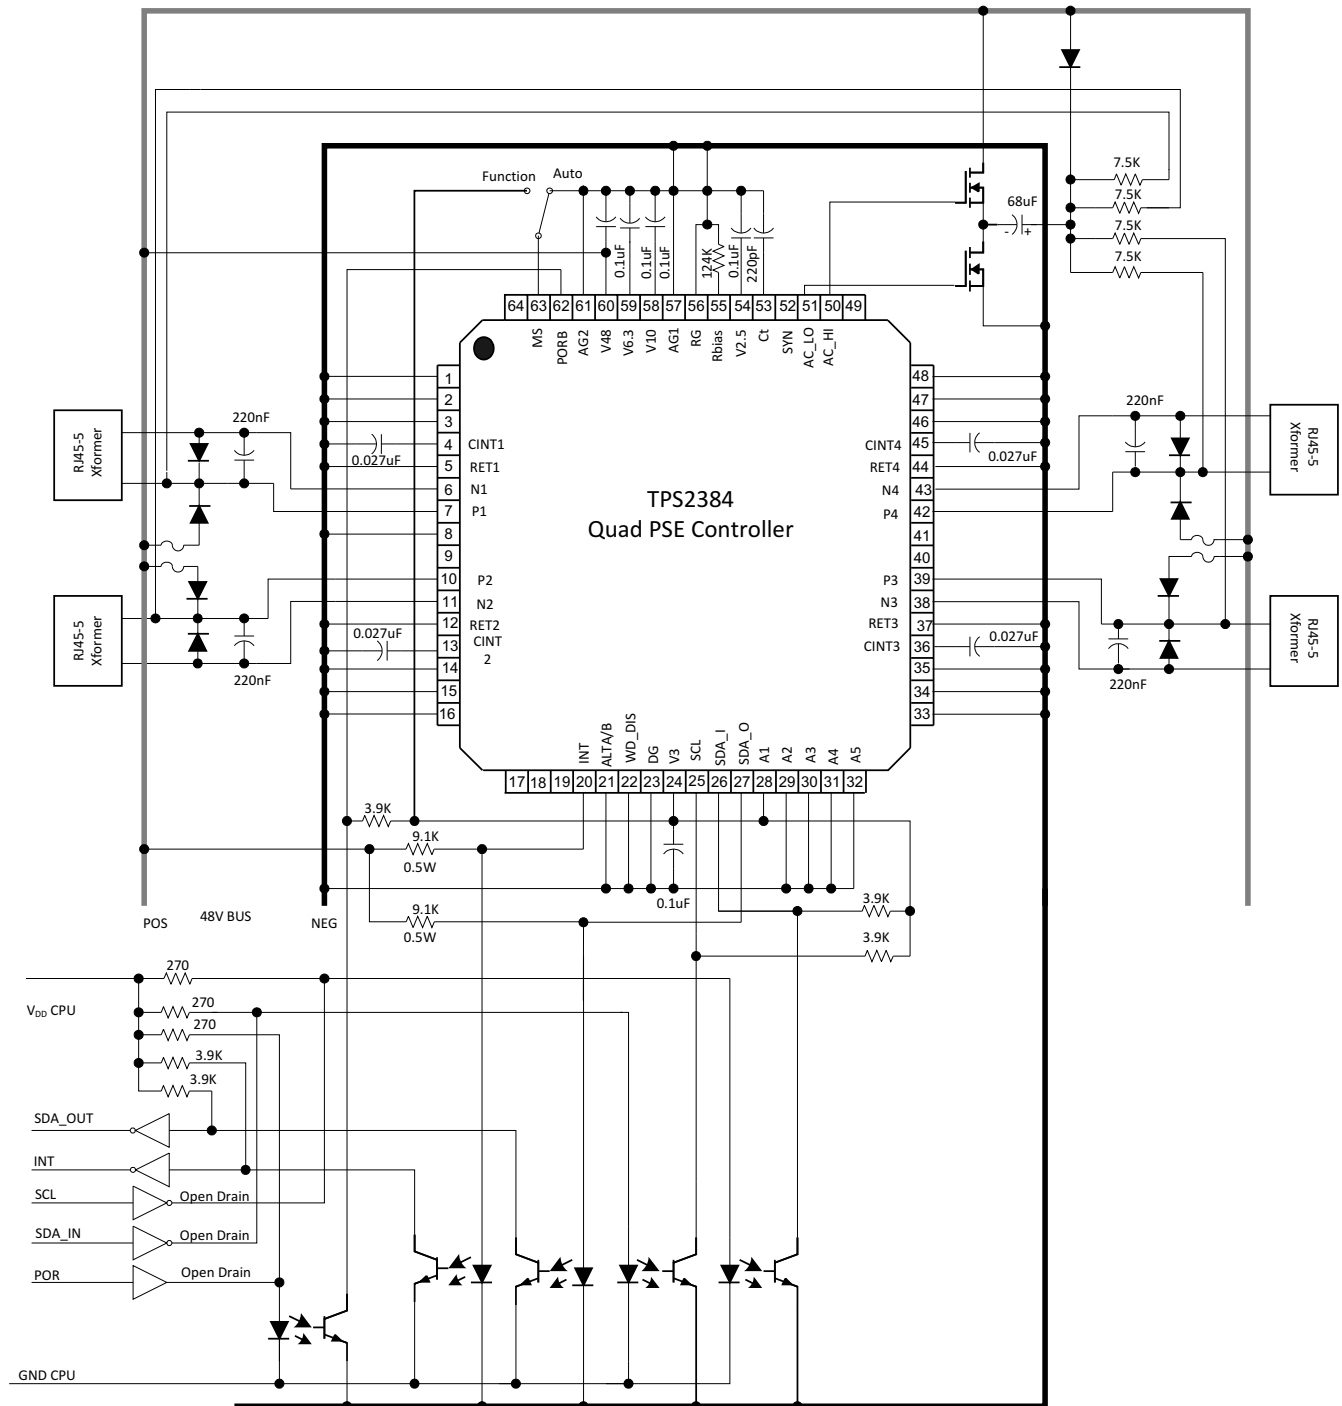 Function
Auto
0.1uF
0.1uF
0.1uF
124K
0.1uF
220pF
68uF
-
+
7.5K
7.5K
7.5K
7.5K
64 63 62 61 60 59 58 57 56 55 54 53 52 51 50 49
MS
PORB
AG2
V48
V6.3
V10
AG1
RG
Rbias
V2.5
Ct
SYN
AC_LO
AC_HI
1
2
3
4 CINT1
5 RET1
6 N1
7 P1
8
9
10 P2
11 N2
12 RET2
13 CINT
2
14
15
16
48
47
46
CINT4 45
RET4 44
N4 43
P4 42
41
40
P3 39
N3 38
RET3 37
CINT3 36
35
34
33
TPS2384
Quad PSE Controller
RJ45-5
Xformer
220nF
0.027uF
RJ45-5
Xformer
220nF
0.027uF
220nF
0.027uF
RJ45-5
Xformer
220nF
0.027uF
RJ45-5
Xformer
INT
ALTA/B
WD_DIS
DG
V3
SCL
SDA_I
SDA_O
A1
A2
A3
A4
A5
17 18 19 20 21 22 23 24 25 26 27 28 29 30 31 32
3.9K
9.1K
0.5W
0.1uF
9.1K
0.5W
3.9K
3.9K
POS
48V BUS
NEG
270
VDD CPU
270
270
3.9K
3.9K
SDA_OUT
INT
SCL
Open Drain
SDA_IN
Open Drain
POR
Open Drain
GND CPU